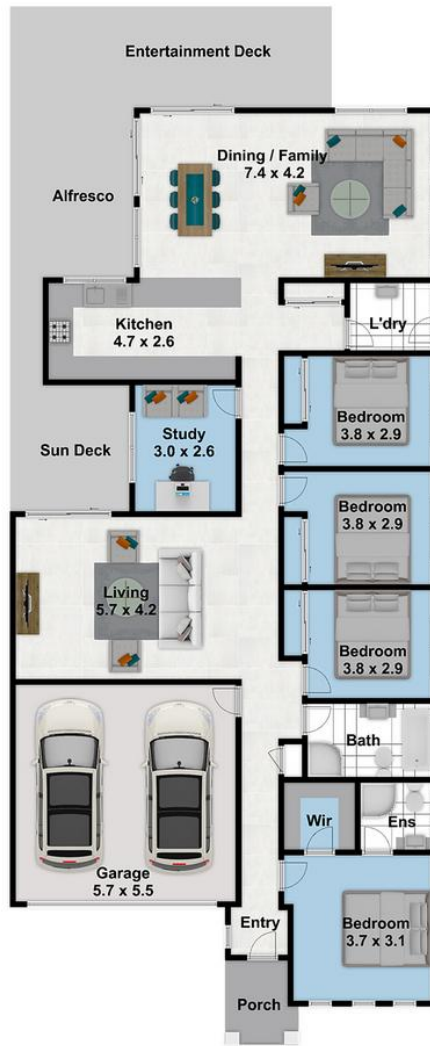 Entertainment Deck
Dining / Family
7.4 x 4.2
Alfresco
Kitchen
4.7 x 2.6
L'dry
Bedroom
3.8 x 2.9
Study
3.0 x 2.6
Sun Deck
Bedroom
3.8 x 2.9
Living
5.7 x 4.2
Bedroom
3.8 x 2.9
Bath
Wir
Ens
Garage
5.7 x 5.5
Entry
Bedroom
3.7 x 3.1
Porch